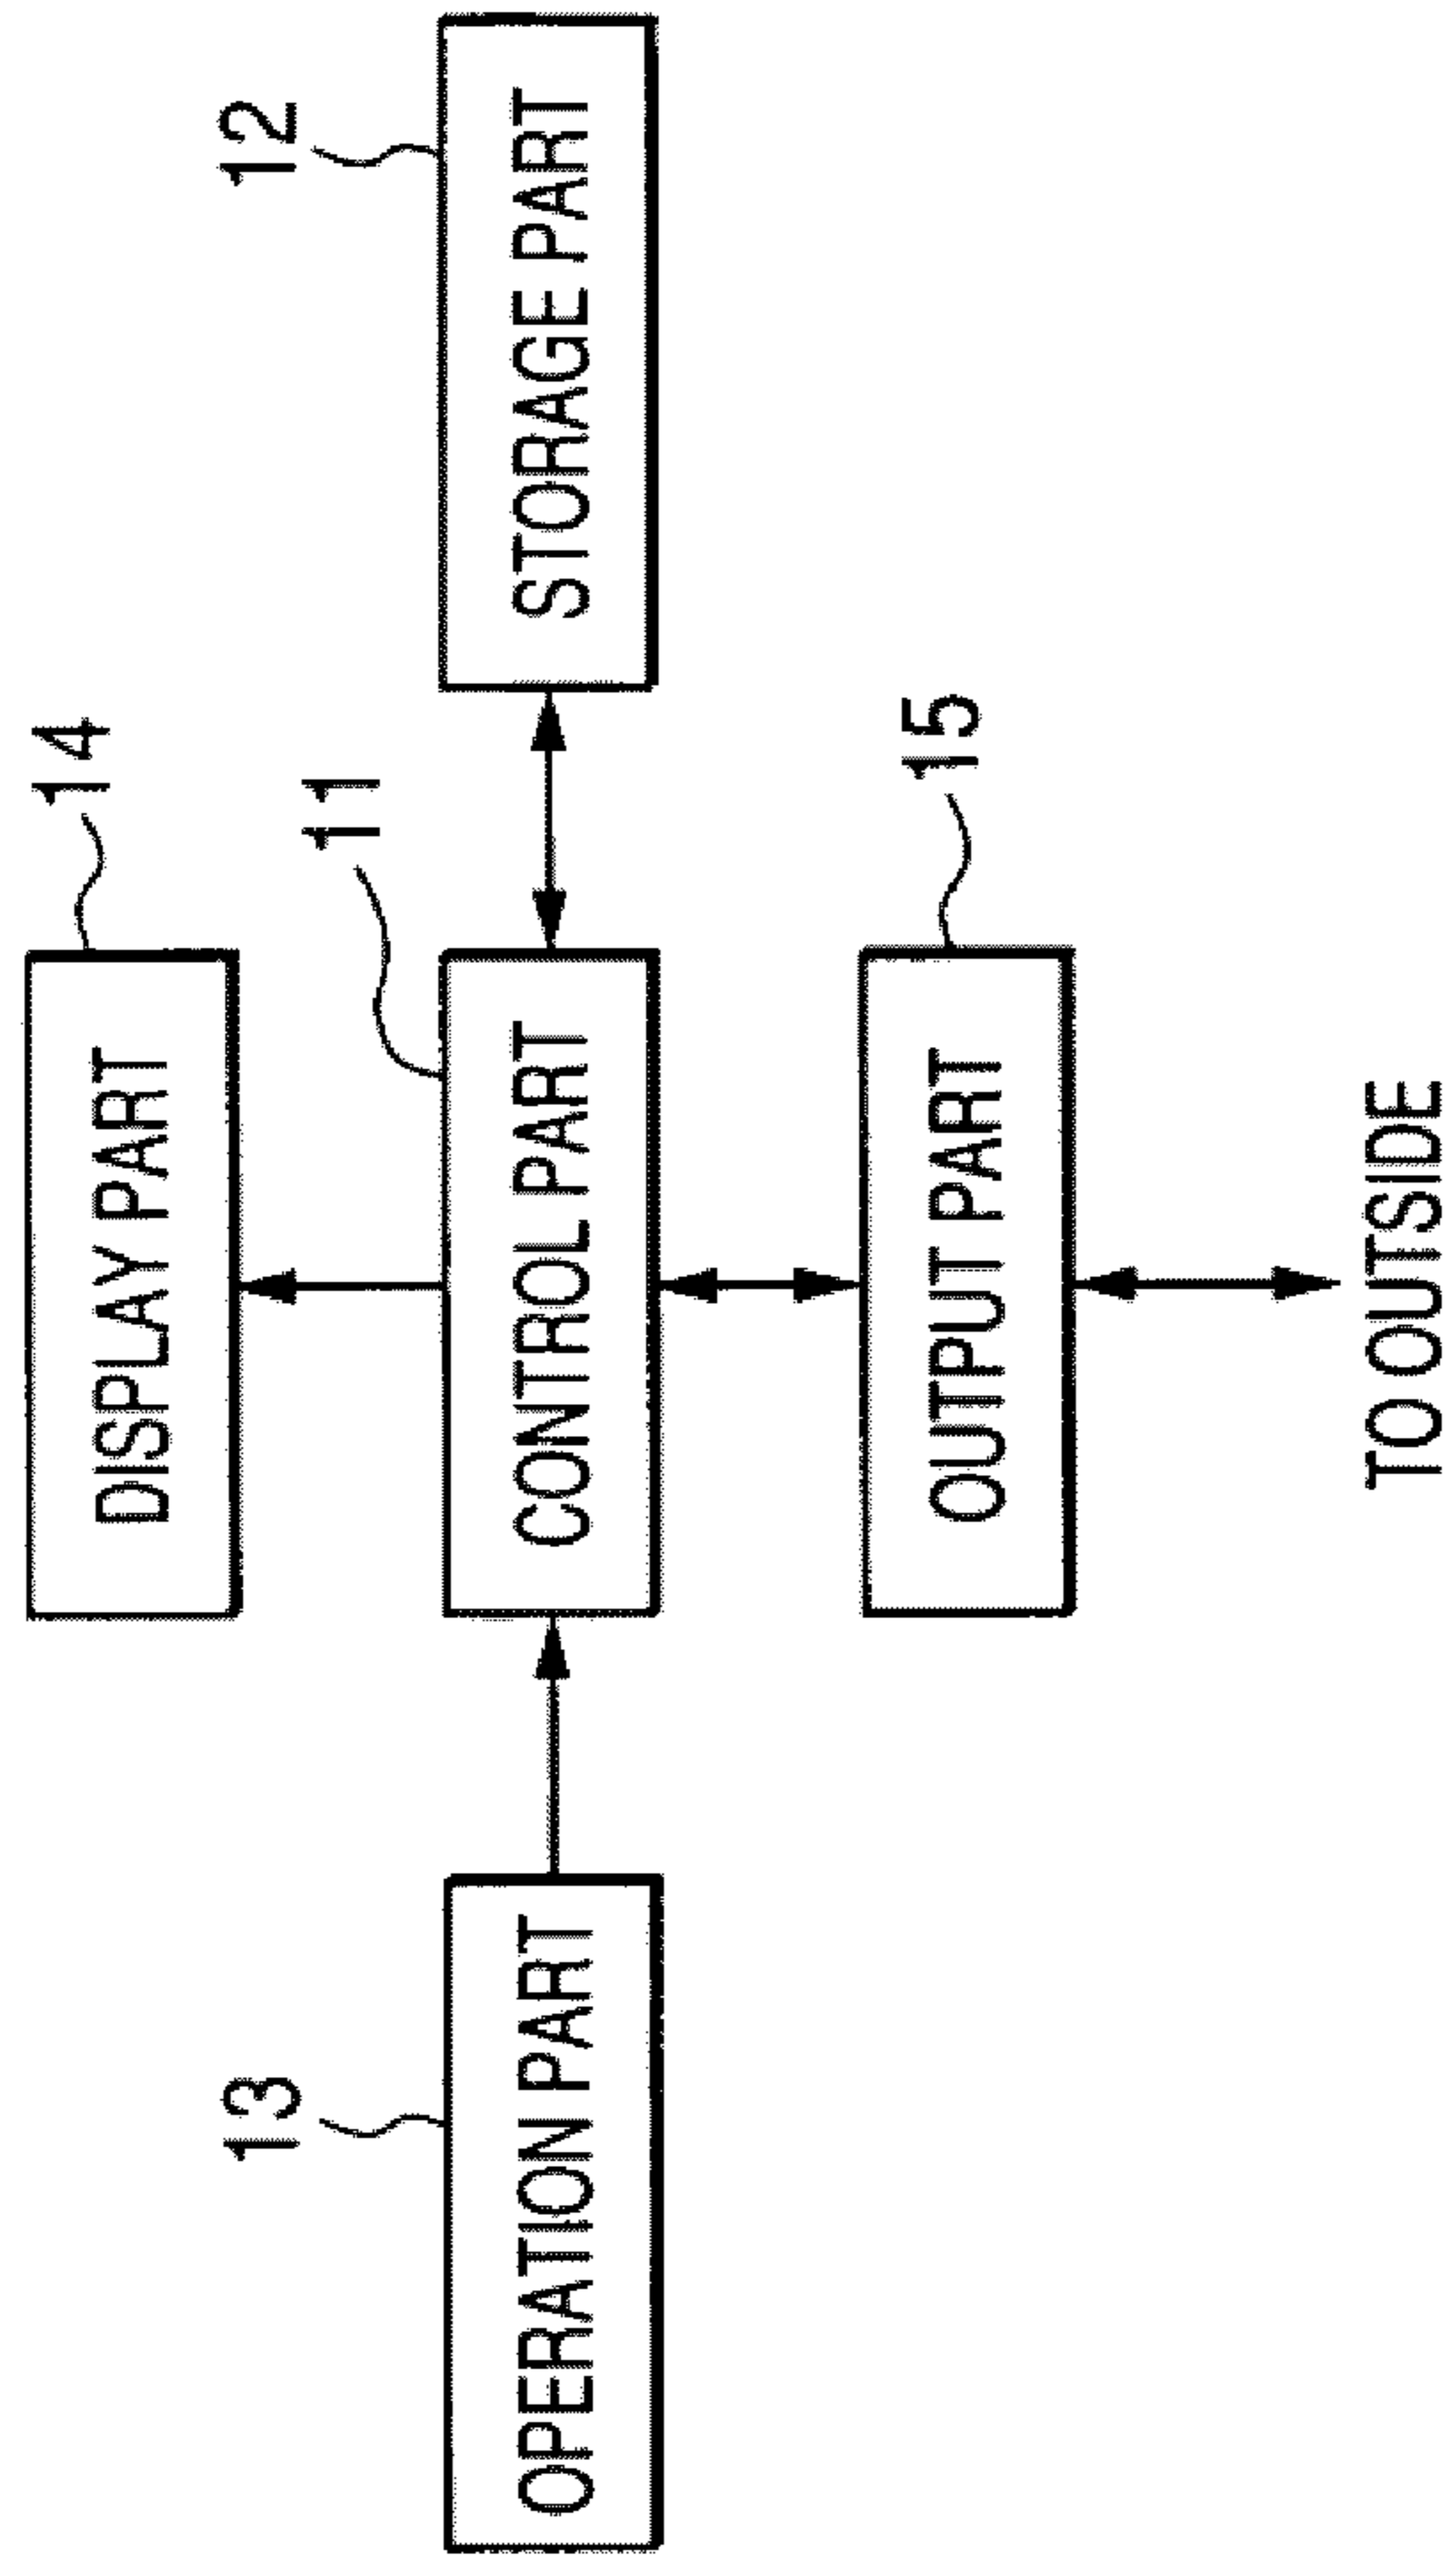 14
DISPLAY PART
11
13
12
OPERATION PART
CONTROL PART
STORAGE PART
15
OUTPUT PART
TO OUTSIDE